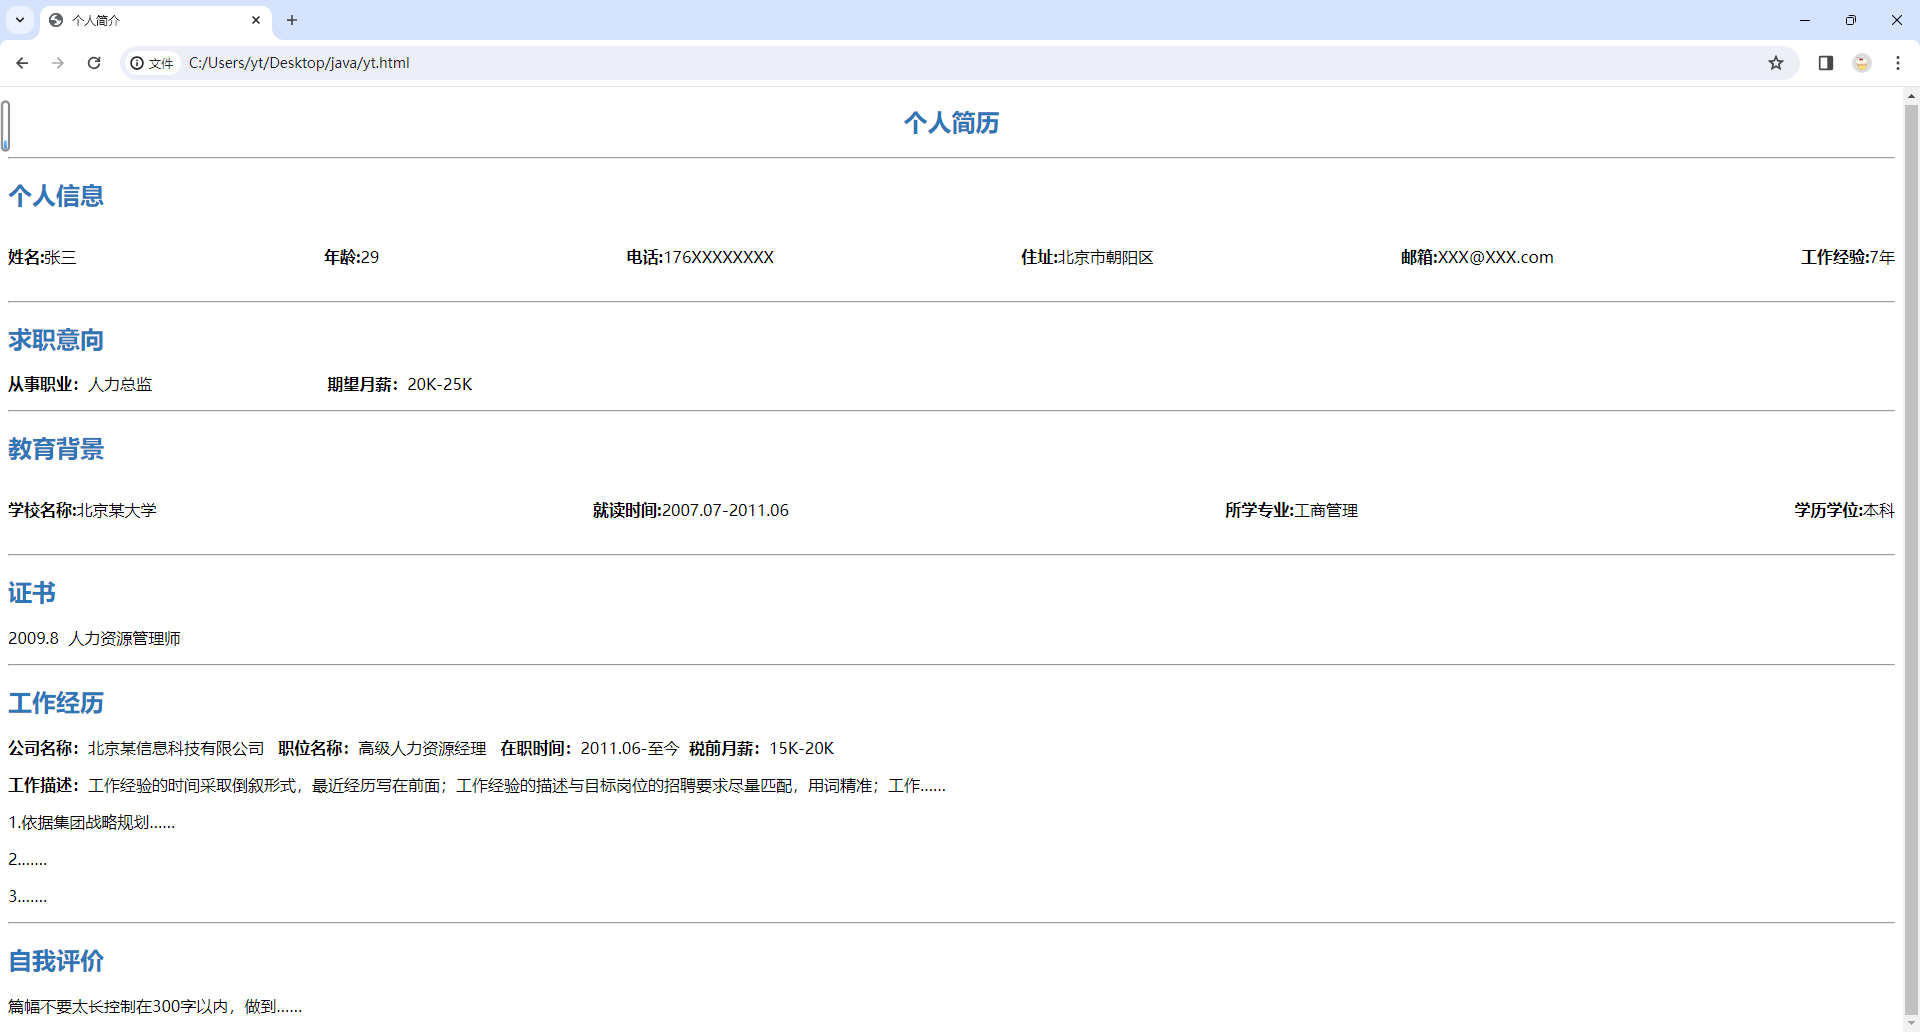 个人简介
文件 C:/Users/yt/Desktop/java/yt.html
个人简历
个人信息
姓名:张三 年龄:29 电话:176XXXXXXXX 住址:北京市朝阳区 邮箱:XXX@XXX.com 工作经验:7年
求职意向
从事职业：人力总监 期望月薪：20K-25K
教育背景
学校名称:北京某大学 就读时间:2007.07-2011.06 所学专业:工商管理 学历学位:本科
证书
2009.8 人力资源管理师
工作经历
公司名称：北京某信息科技有限公司 职位名称：高级人力资源经理 在职时间：2011.06-至今 税前月薪：15K-20K
工作描述：工作经验的时间采取倒叙形式，最近经历写在前面；工作经验的描述与目标岗位的招聘要求尽量匹配，用词精准；工作......
1.依据集团战略规划......
2.......
3.......
自我评价
篇幅不要太长控制在300字以内，做到......